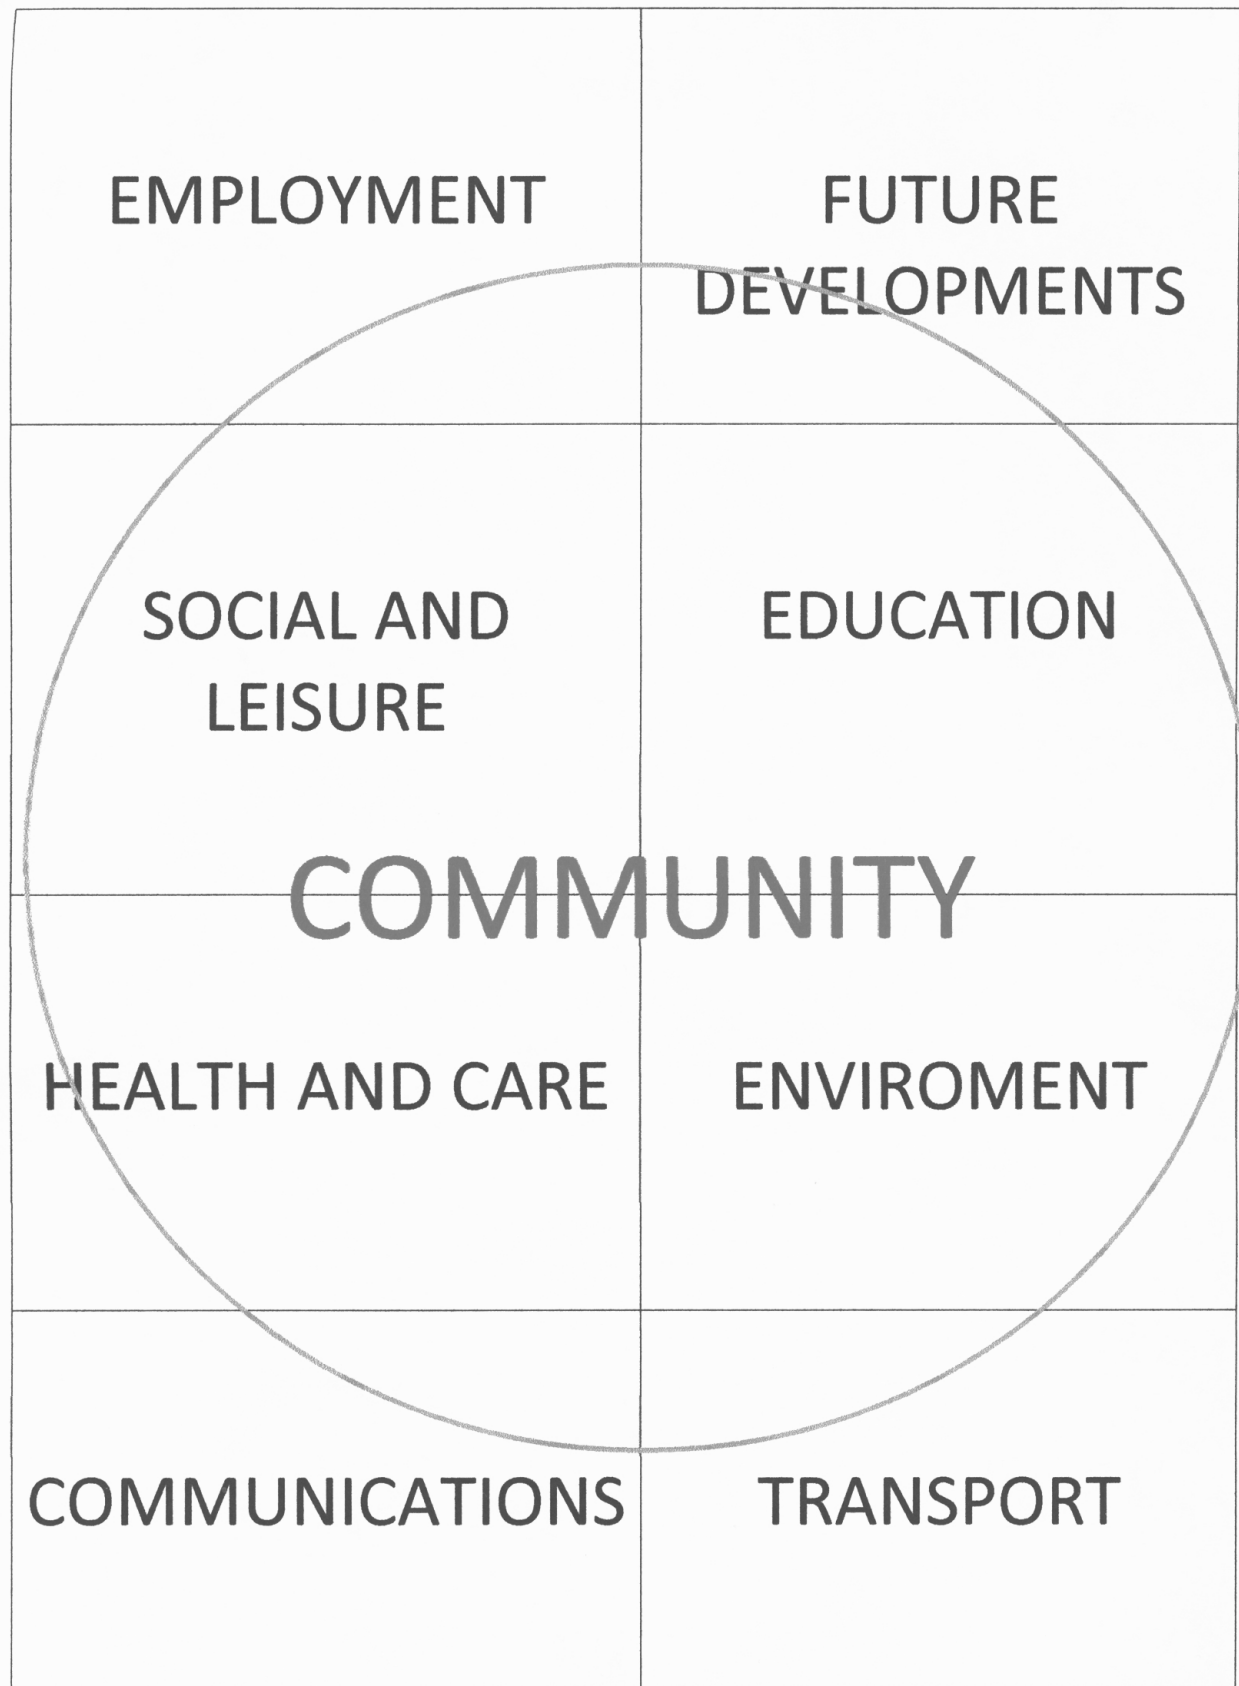 EMPLOYMENT
FUTURE
DEVELOPMENTS
SOCIAL AND
LEISURE
EDUCATION
COMMUNITY
HEALTH AND CARE
ENVIROMENT
COMMUNICATIONS
TRANSPORT